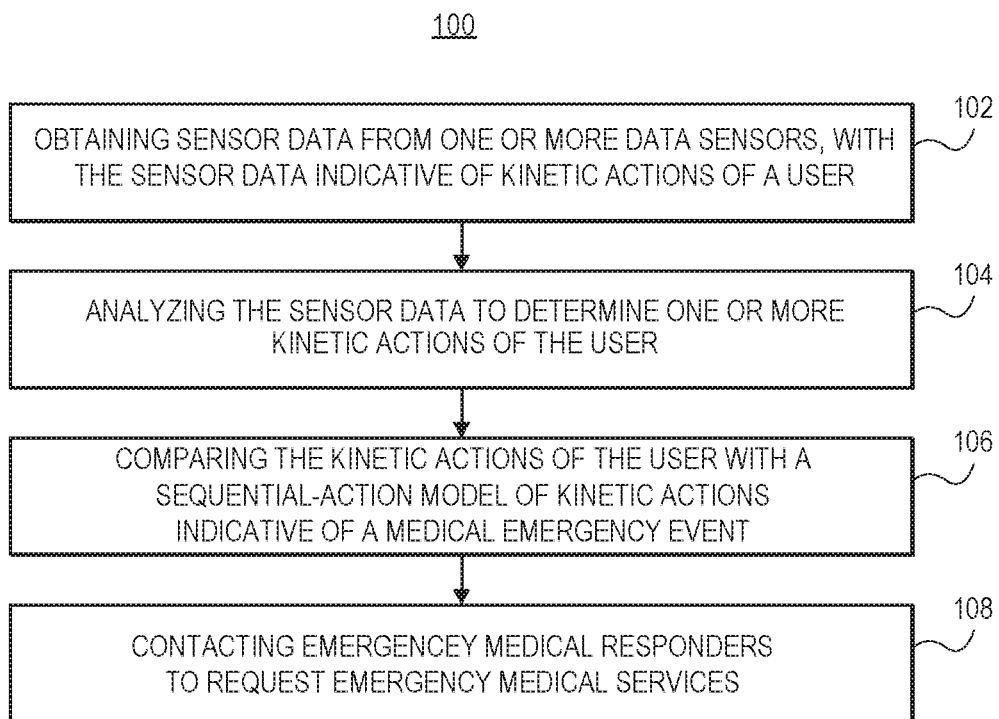 100
102
OBTAINING SENSOR DATA FROM ONE OR MORE DATA SENSORS, WITH
THE SENSOR DATA INDICATIVE OF KINETIC ACTIONS OF A USER
104
ANALYZING THE SENSOR DATA TO DETERMINE ONE OR MORE
KINETIC ACTIONS OF THE USER
106
COMPARING THE KINETIC ACTIONS OF THE USER WITH A
SEQUENTIAL-ACTION MODEL OF KINETIC ACTIONS
INDICATIVE OF A MEDICAL EMERGENCY EVENT
108
CONTACTING EMERGENCEY MEDICAL RESPONDERS
TO REQUEST EMERGENCY MEDICAL SERVICES